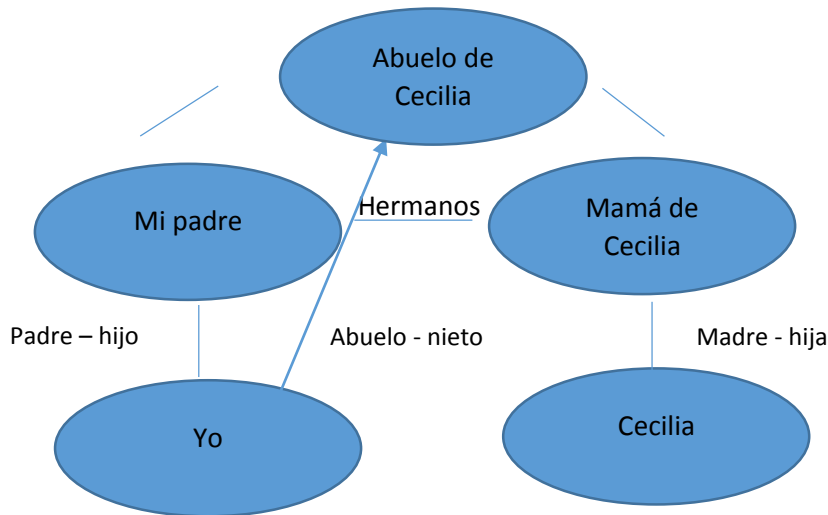 Abuelo de
Cecilia
Mi padre
Hermanos
Mamá de
Cecilia
Padre – hijo
Abuelo - nieto
Madre - hija
Yo
Cecilia